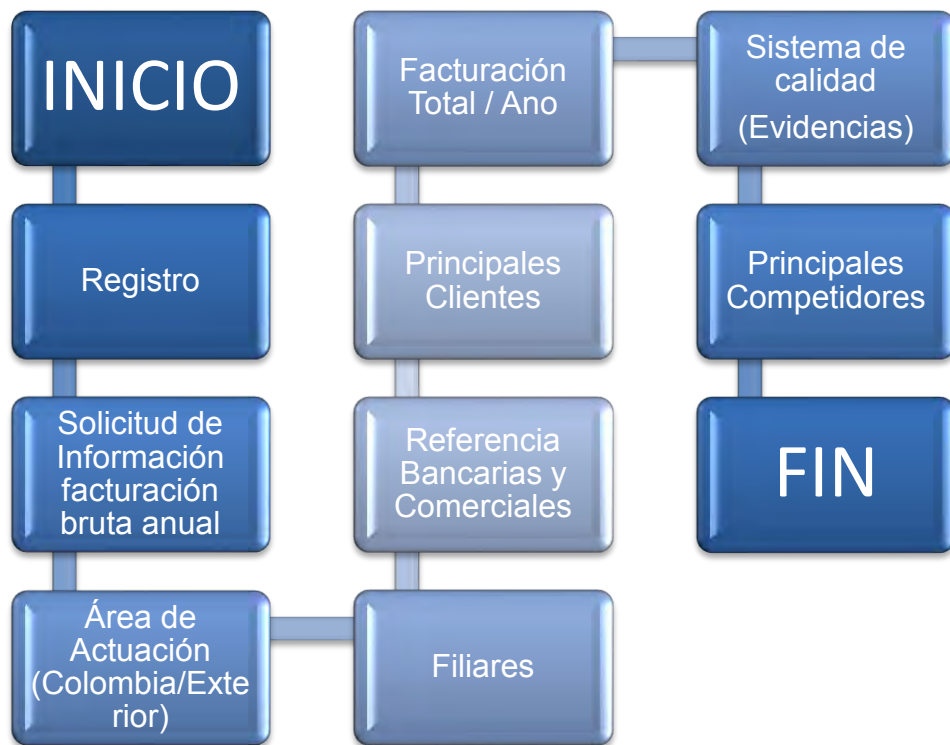 INICIO
Registro
Solicitud de
Información
facturación
bruta anual
Área de
Actuación
(Colombia/Exte
rior)
Filiares
Referencia
Bancarias y
Comerciales
Principales
Clientes
Facturación
Total / Ano
Sistema de
calidad
(Evidencias)
Principales
Competidores
FIN